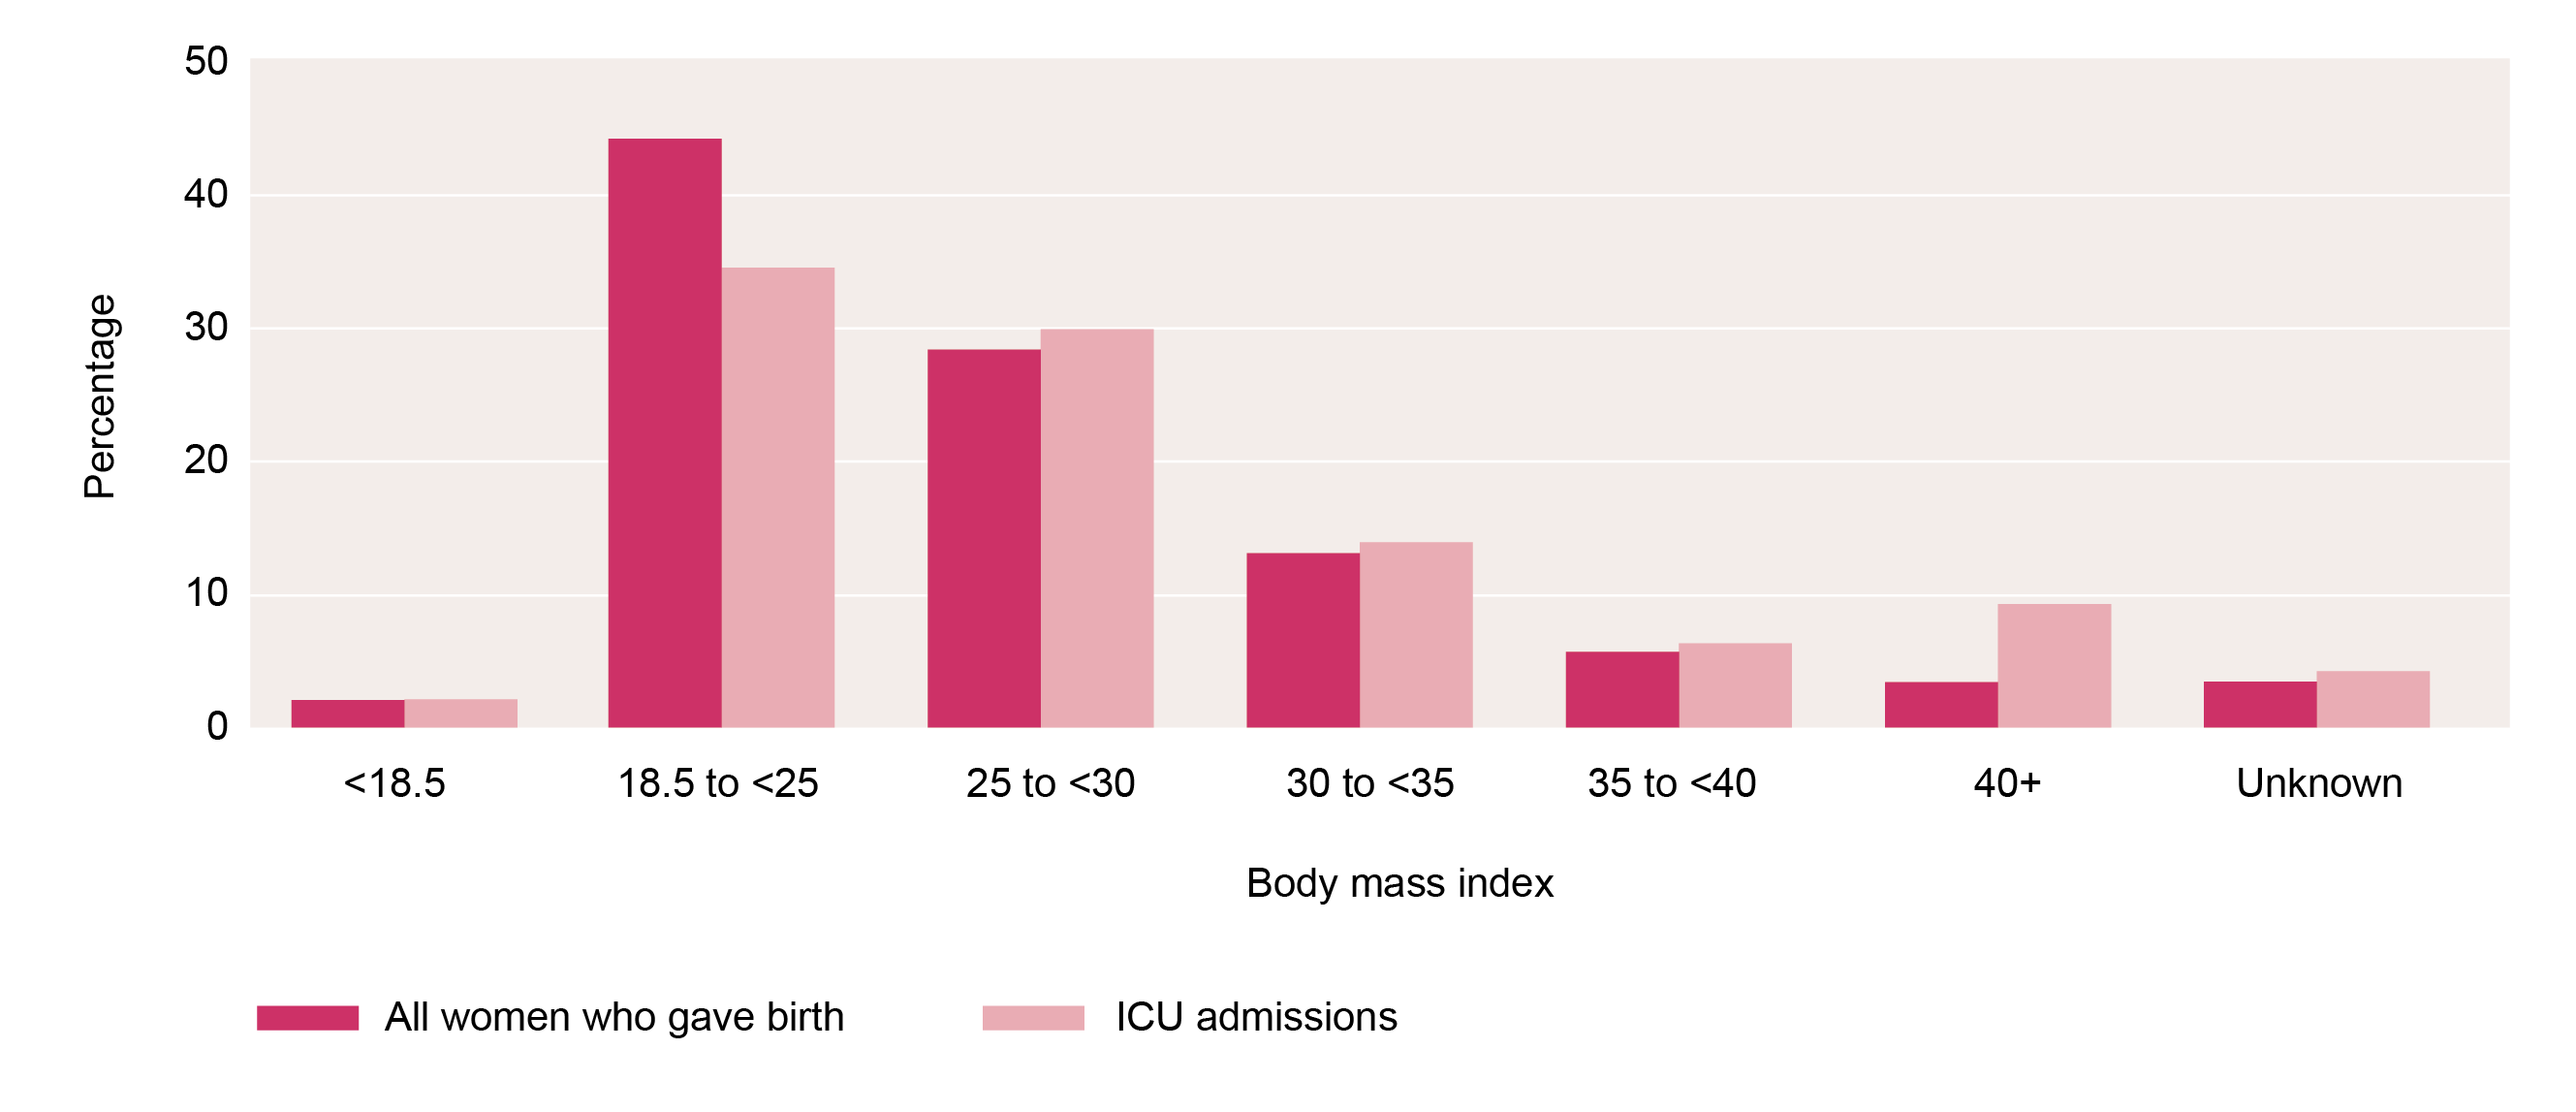 50
40
30
20
10
0
Percentage
<18.5
18.5 to <25
25 to <30
30 to <35
35 to <40
40+
Unknown
Body mass index
All women who gave birth
ICU admissions